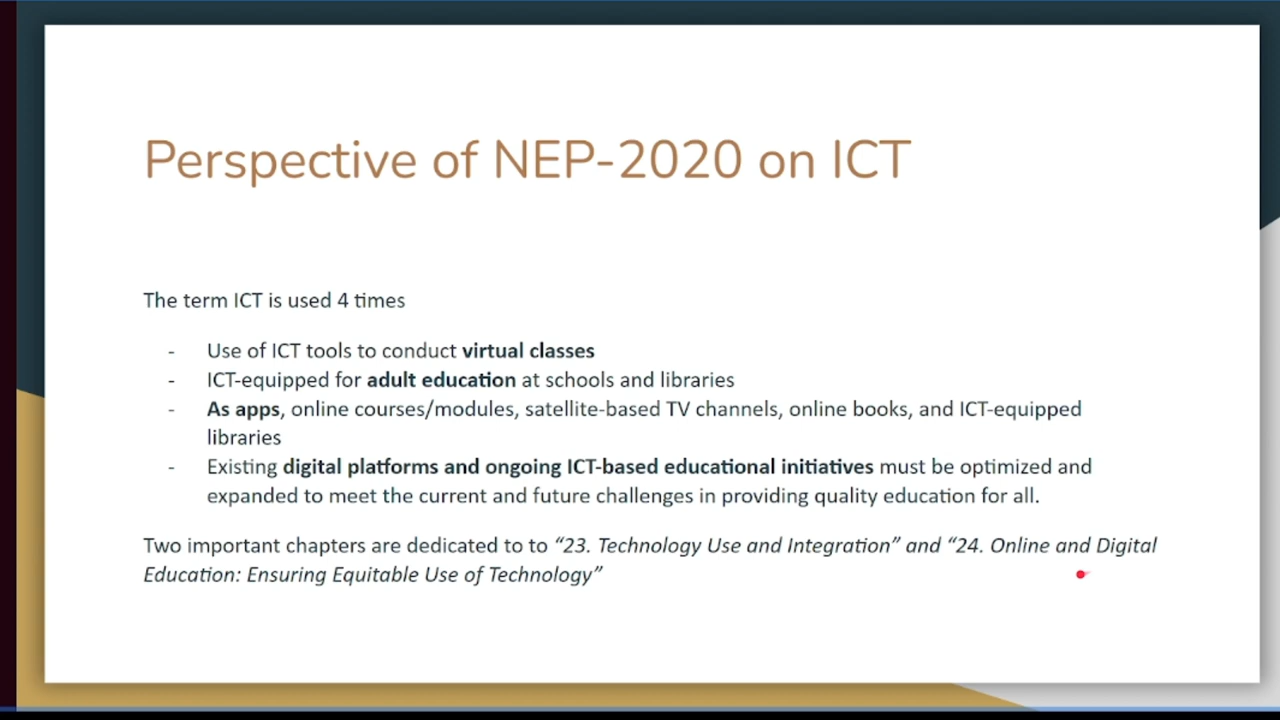 Perspective of NEP-2020 on ICT
The term ICT is used 4 times
- Use of ICT tools to conduct virtual classes
- ICT-equipped for adult education at schools and libraries
- As apps, online courses/modules, satellite-based TV channels, online books, and ICT-equipped
libraries
- Existing digital platforms and ongoing ICT-based educational initiatives must be optimized and
expanded to meet the current and future challenges in providing quality education for all.
Two important chapters are dedicated to to “23. Technology Use and Integration” and “24. Online and Digital
Education: Ensuring Equitable Use of Technology”